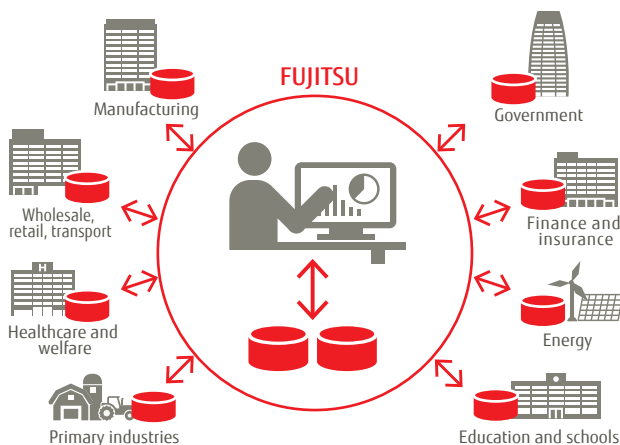 FUJITSU
Manufacturing
Government
Wholesale,
retail, transport
Finance and
insurance
H
Healthcare and
welfare
Energy
Primary industries
Education and schools